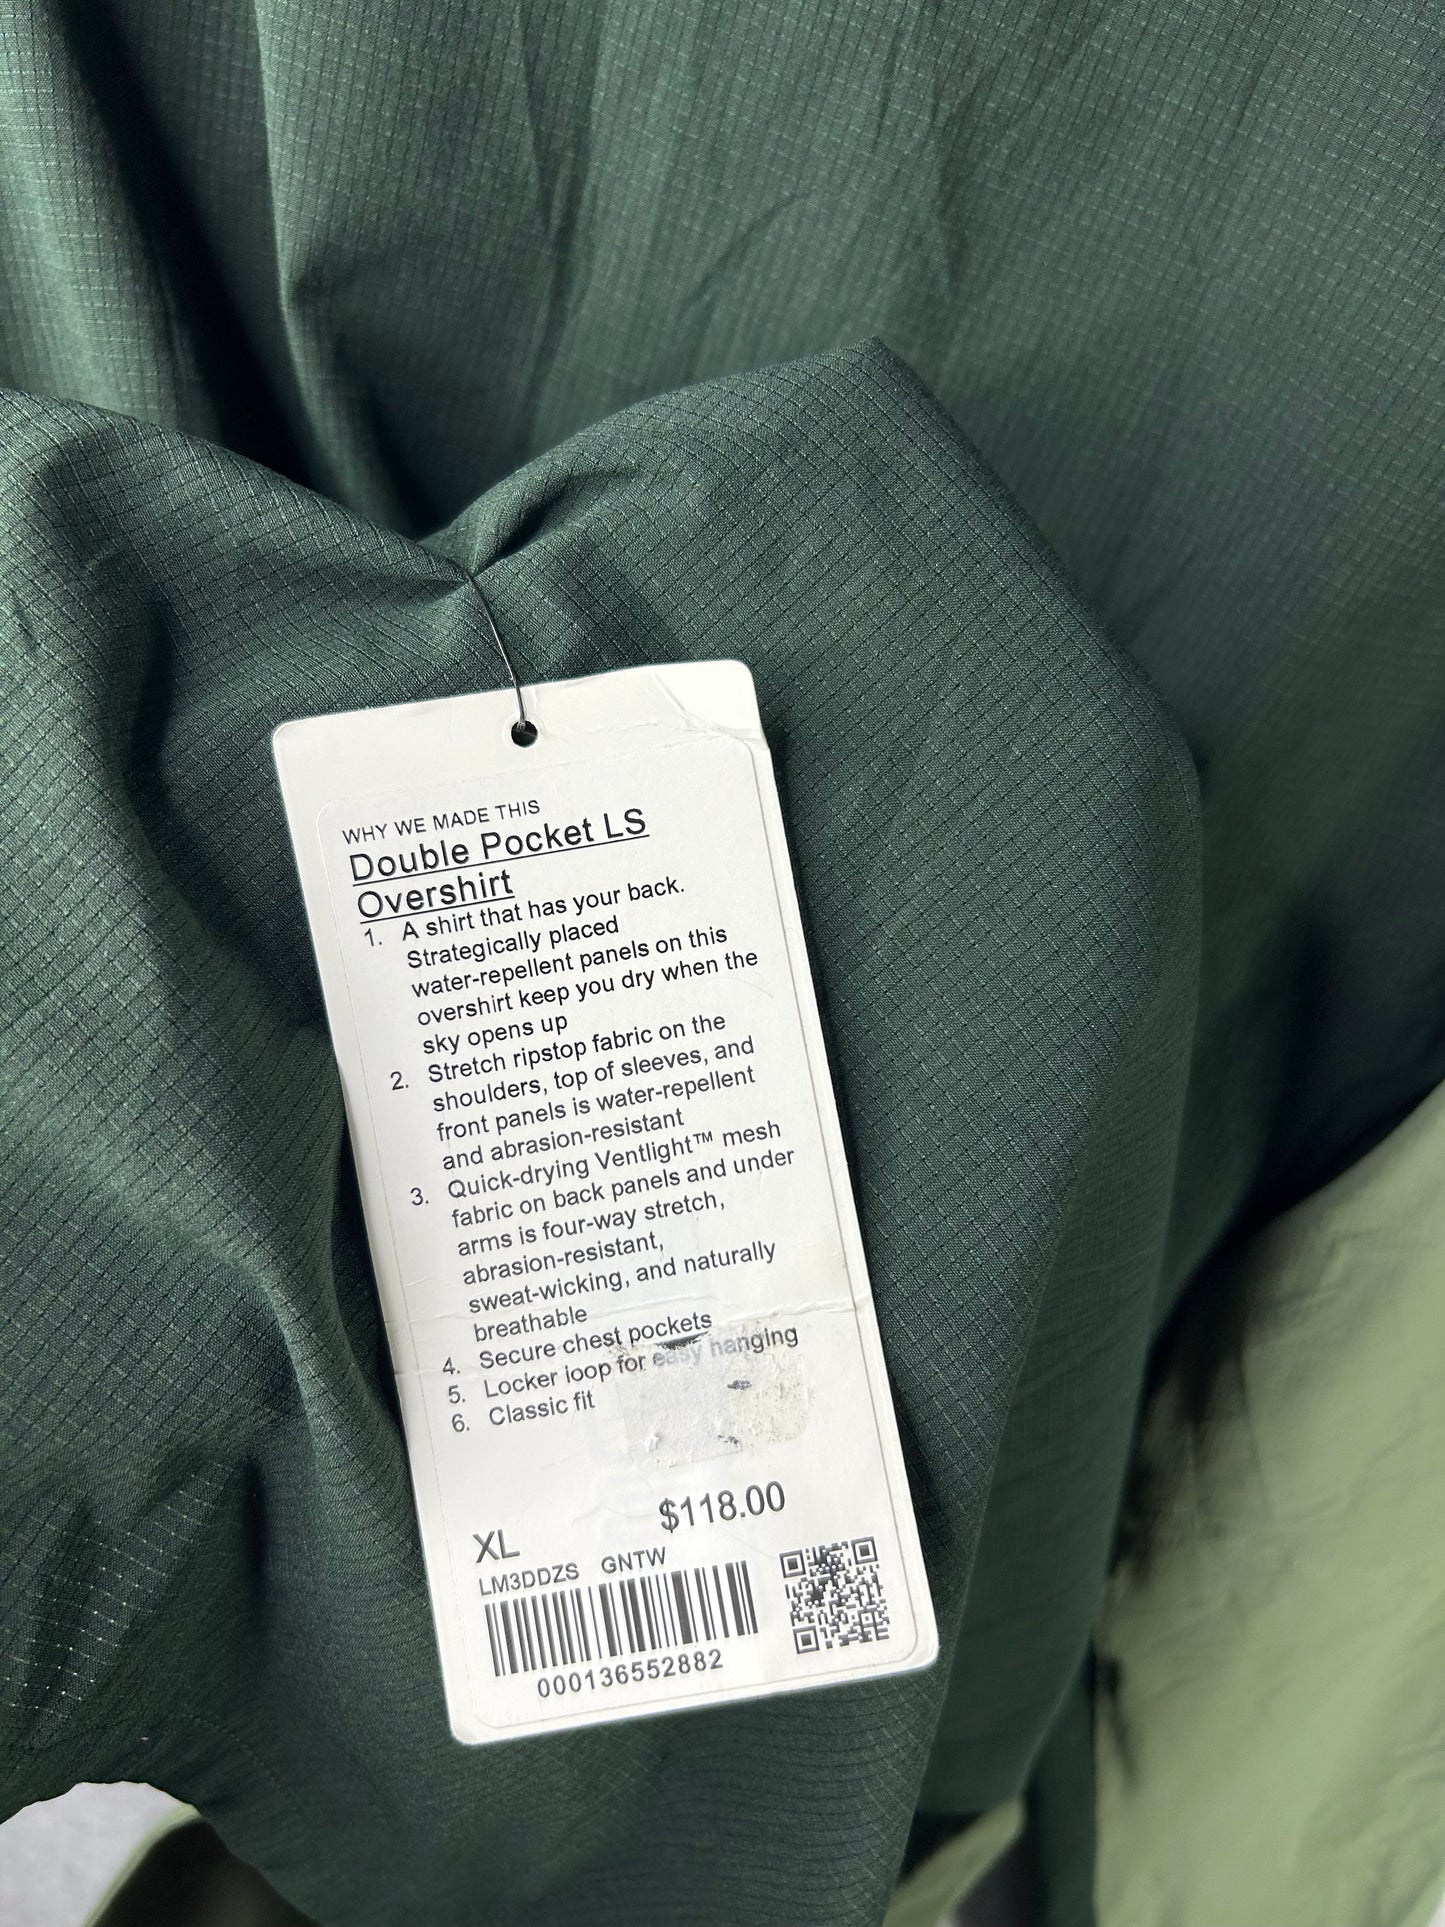 WHY WE MADE THIS
Double Pocket LS
Overshirt
1. A shirt that has your back.
Strategically placed
water-repellent panels on this
overshirt keep you dry when the
sky opens up
2. Stretch ripstop fabric on the
shoulders, top of sleeves, and
front panels is water-repellent
and abrasion-resistant
3. Quick-drying Ventlight™ mesh
fabric on back panels and under
arms is four-way stretch,
abrasion-resistant,
sweat-wicking, and naturally
breathable
4. Secure chest pockets
5. Locker loop for easy hanging
6. Classic fit
$118.00
XL
LM3DDZS GNTW
000136552882